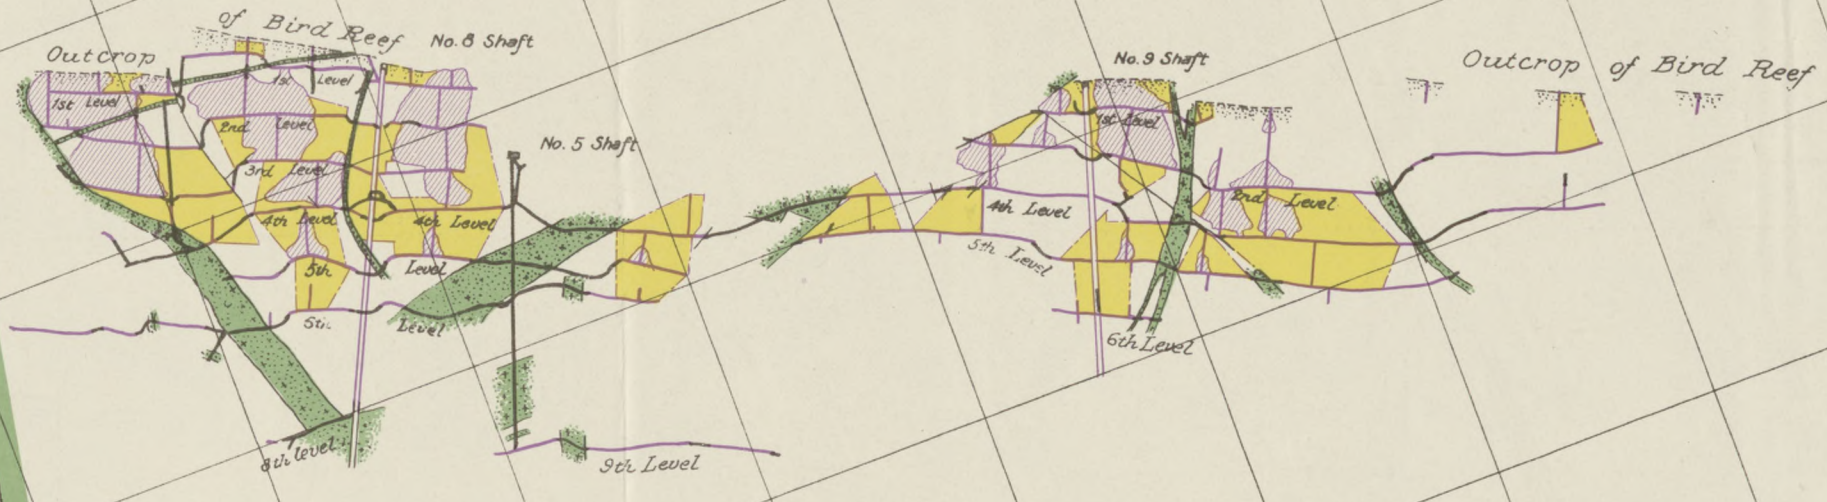 of Bird Reef
Outcrop
No. 8 Shaft
1st Level
1st Level
2nd Level
3rd Level
4th Level
4th Level
5th Level
5th Level
8th level
No. 5 Shaft
9th Level
No. 9 Shaft
1st Level
2nd Level
4th Level
5th Level
6th Level
Outcrop of Bird Reef